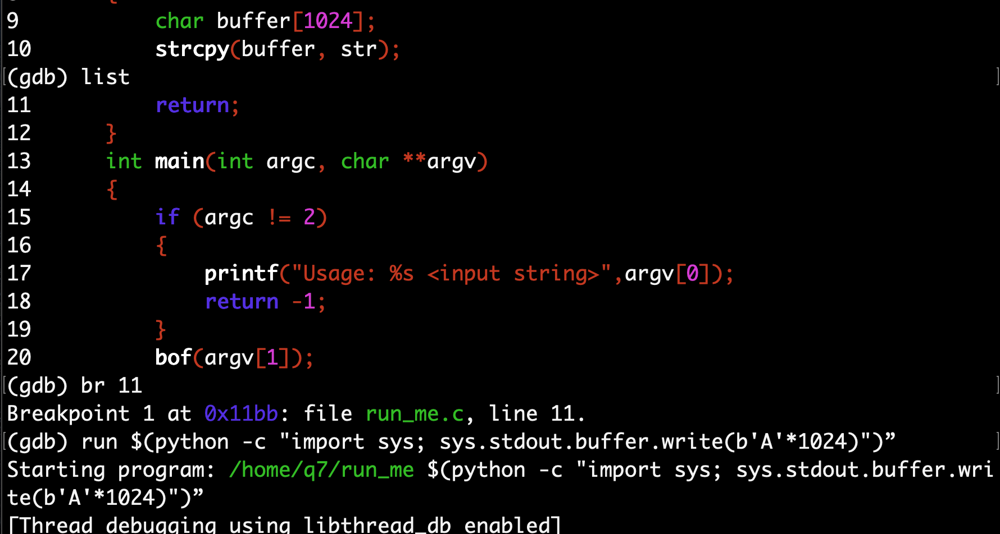 9 char buffer[1024];
10 strcpy(buffer, str);
(gdb) list
11 return;
12 }
13 int main(int argc, char **argv)
14 {
15 if (argc != 2)
16 {
17 printf("Usage: %s <input string>",argv[0]);
18 return -1;
19 }
20 bof(argv[1]);
(gdb) br 11
Breakpoint 1 at 0x11bb: file run_me.c, line 11.
(gdb) run $(python -c "import sys; sys.stdout.buffer.write(b'A'*1024)")”
Starting program: /home/q7/run_me $(python -c "import sys; sys.stdout.buffer.wri
te(b'A'*1024)")”
[Thread debugging using libthread_db enabled]